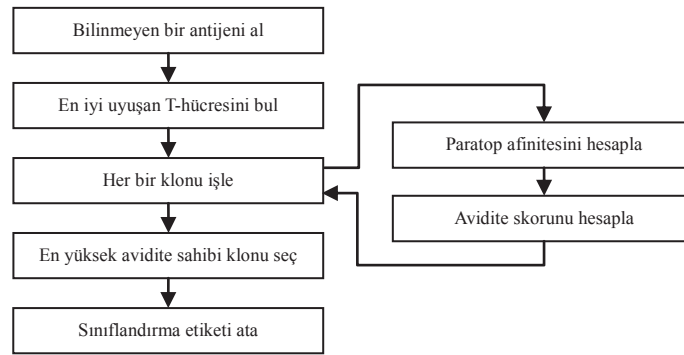 Bilinmeyen bir antijeni al
En iyi uyuşan T-hücresini bul
Her bir klonu işle
Paratop afinitesini hesapla
Avidite skorunu hesapla
En yüksek avidite sahibi klonu seç
Sınıflandırma etiketi ata